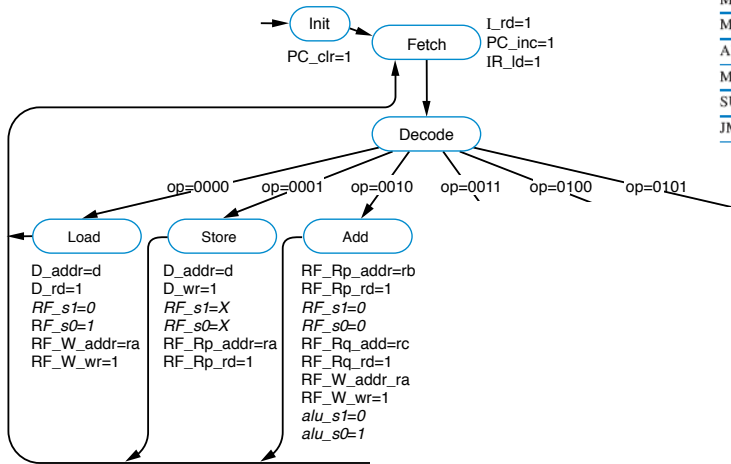 Init
PC_clr=1
Fetch
I_rd=1
PC_inc=1
IR_ld=1
M
A
M
SU
JM
Decode
op=0000
op=0001
op=0010
op=0011
op=0100
op=0101
Load
D_addr=d
D_rd=1
RF_s1=0
RF_s0=1
RF_W_addr=ra
RF_W_wr=1
Store
D_addr=d
D_wr=1
RF_s1=X
RF_s0=X
RF_Rp_addr=ra
RF_Rp_rd=1
Add
RF_Rp_addr=rb
RF_Rp_rd=1
RF_s1=0
RF_s0=0
RF_Rq_add=rc
RF_Rq_rd=1
RF_W_addr_ra
RF_W_wr=1
alu_s1=0
alu_s0=1